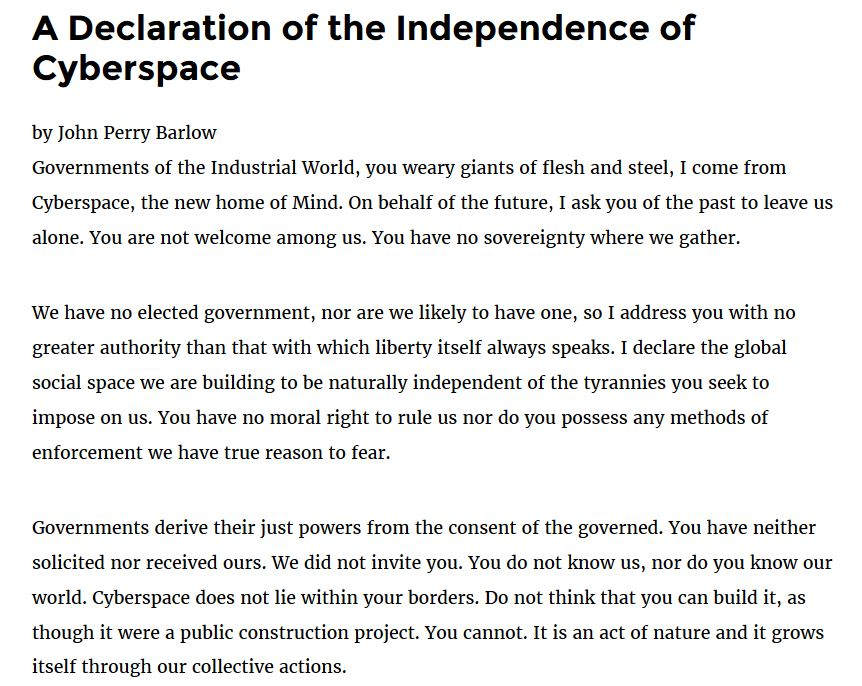 A Declaration of the Independence of
Cyberspace
by John Perry Barlow
Governments of the Industrial World, you weary giants of flesh and steel, I come from
Cyberspace, the new home of Mind. On behalf of the future, I ask you of the past to leave us
alone. You are not welcome among us. You have no sovereignty where we gather.
We have no elected government, nor are we likely to have one, so I address you with no
greater authority than that with which liberty itself always speaks. I declare the global
social space we are building to be naturally independent of the tyrannies you seek to
impose on us. You have no moral right to rule us nor do you possess any methods of
enforcement we have true reason to fear.
Governments derive their just powers from the consent of the governed. You have neither
solicited nor received ours. We did not invite you. You do not know us, nor do you know our
world. Cyberspace does not lie within your borders. Do not think that you can build it, as
though it were a public construction project. You cannot. It is an act of nature and it grows
itself through our collective actions.